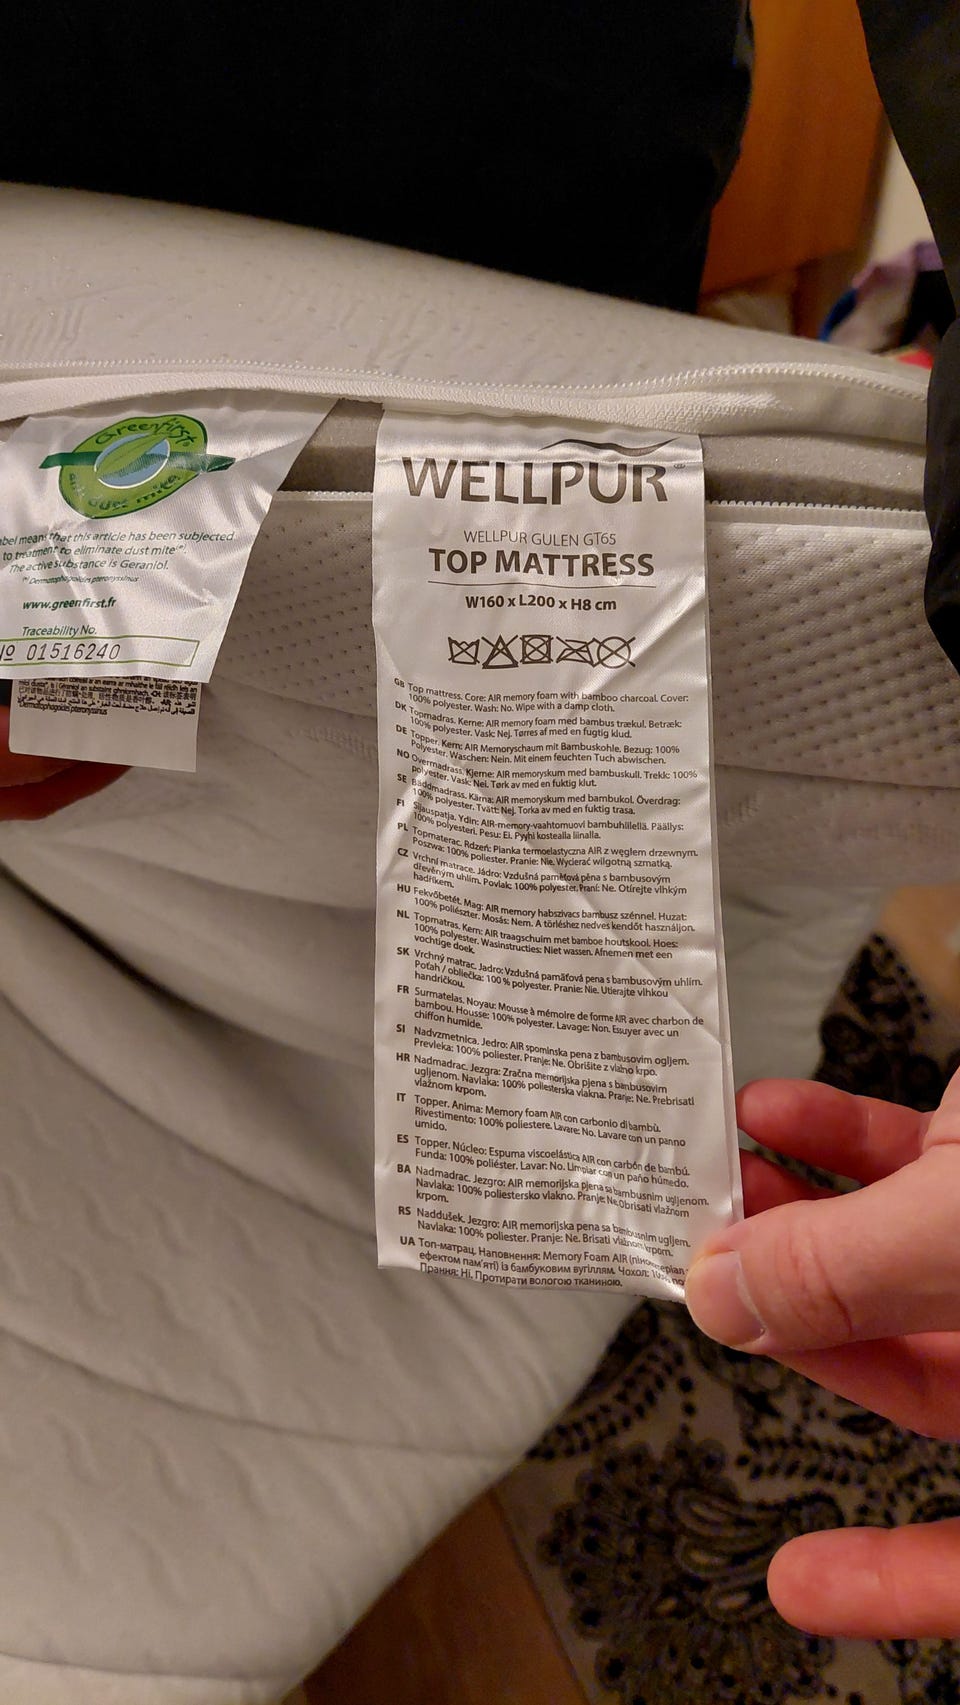 Greenfirst®
anti dust mite
label means that this article has been subjected
to treatment to eliminate dust mite(*).
The active substance is Geraniol.
(*) Dermatophagoides pteronyssinus
www.greenfirst.fr
Traceability No.
Nº 01516240
*Dermatophagoides pteronyssinus
WELLPUR®
WELLPUR GULEN GT65
TOP MATTRESS
W160 x L200 x H8 cm
GB Top mattress. Core: AIR memory foam with bamboo charcoal. Cover:
100% polyester. Wash: No. Wipe with a damp cloth.
DK Topmadras. Kerne: AIR memory foam med bambus trækul. Betræk:
100% polyester. Vask: Nej. Tørres af med en fugtig klud.
DE Topper. Kern: AIR Memoryschaum mit Bambuskohle. Bezug: 100%
Polyester. Waschen: Nein. Mit einem feuchten Tuch abwischen.
NO Overmadrass. Kjerne: AIR memoryskum med bambuskull. Trekk: 100%
polyester. Vask: Nei. Tørk av med en fuktig klut.
SE Bäddmadrass. Kärna: AIR memoryskum med bambukol. Överdrag:
100% polyester. Tvätt: Nej. Torka av med en fuktig trasa.
FI Sijauspatja. Ydin: AIR-memory-vaahtomuovi bambuhiilellä. Päällys:
100% polyesteri. Pesu: Ei. Pyyhi kostealla liinalla.
PL Topmaterac. Rdzeń: Pianka termoelastyczna AIR z węglem drzewnym.
Poszwa: 100% poliester. Pranie: Nie. Wycierać wilgotną szmatką.
CZ Vrchní matrace. Jádro: Vzdušná paměťová pěna s bambusovým
dřevěným uhlím. Povlak: 100% polyester. Praní: Ne. Otírejte vlhkým
hadříkem.
HU Fekvőbetét. Mag: AIR memory habszivacs bambusz szénnel. Huzat:
100% poliészter. Mosás: Nem. A törléshez nedves kendőt használjon.
NL Topmatras. Kern: AIR traagschuim met bamboe houtskool. Hoes:
100% polyester. Wasinstructies: Niet wassen. Afnemen met een
vochtige doek.
SK Vrchný matrac. Jadro: Vzdušná pamäťová pena s bambusovým uhlím.
Poťah / obliečka: 100 % polyester. Pranie: Nie. Utierajte vlhkou
handričkou.
FR Surmatelas. Noyau: Mousse à mémoire de forme AIR avec charbon de
bambou. Housse: 100% polyester. Lavage: Non. Essuyer avec un
chiffon humide.
SI Nadvzmetnica. Jedro: AIR spominska pena z bambusovim ogljem.
Prevleka: 100% poliester. Pranje: Ne. Obrišite z vlažno krpo.
HR Nadmadrac. Jezgra: Zračna memorijska pjena s bambusovim
ugljenom. Navlaka: 100% poliesterska vlakna. Pranje: Ne. Prebrisati
vlažnom krpom.
IT Topper. Anima: Memory foam AIR con carbonio di bambù.
Rivestimento: 100% poliestere. Lavare: No. Lavare con un panno
umido.
ES Topper. Núcleo: Espuma viscoelástica AIR con carbón de bambú.
Funda: 100% poliéster. Lavar: No. Limpiar con un paño húmedo.
BA Nadmadrac. Jezgro: AIR memorijska pjena sa bambusnim ugljenom.
Navlaka: 100% poliestersko vlakno. Pranje: Ne. Obrisati vlažnom
krpom.
RS Naddušek. Jezgro: AIR memorijska pena sa bambusnim ugljem.
Navlaka: 100% poliester. Pranje: Ne. Brisati vlažnom krpom.
UA Топ-матрац. Наповнення: Memory Foam AIR
ефектом пам'яті) із бамбуковим вугіллям. Чохол:
Прання: Ні. Протирати вологою тканиною.